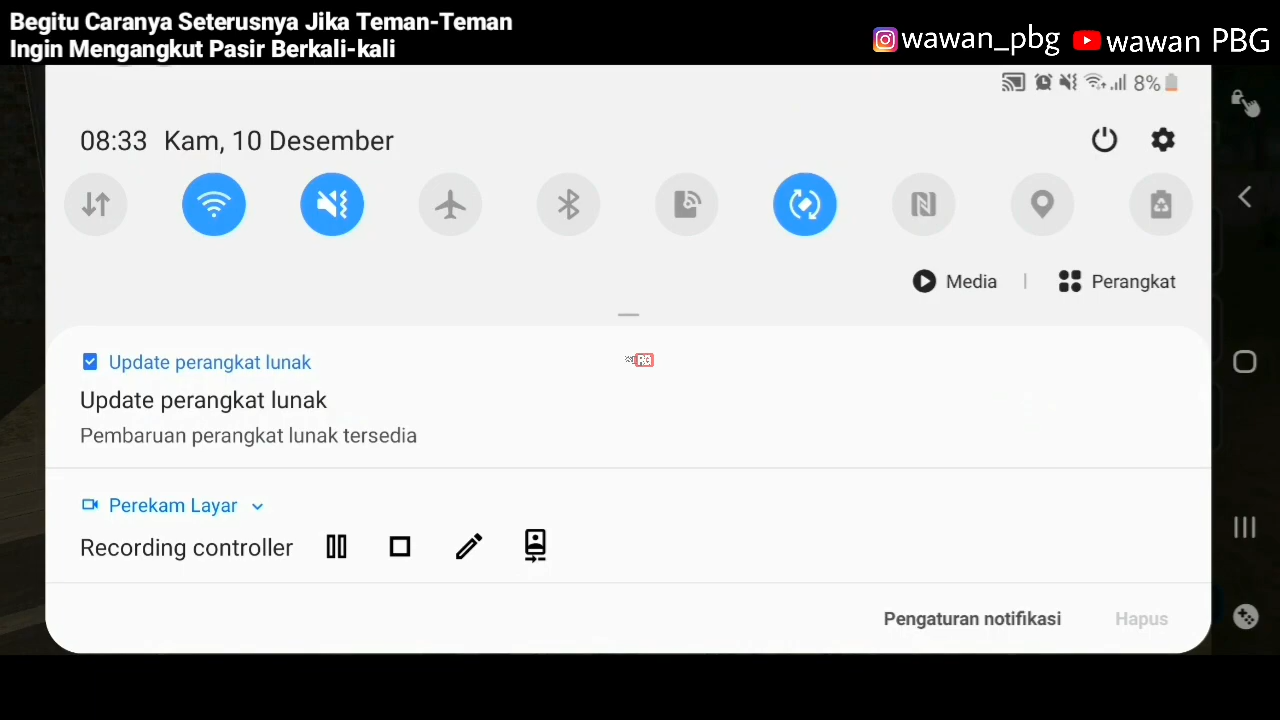 Begitu Caranya Seterusnya Jika Teman-Teman
Ingin Mengangkut Pasir Berkali-kali
wawan_pbg wawan PBG
8%
08:33 Kam, 10 Desember
Media | Perangkat
Update perangkat lunak
Update perangkat lunak
Pembaruan perangkat lunak tersedia
Perekam Layar
Recording controller
Pengaturan notifikasi Hapus